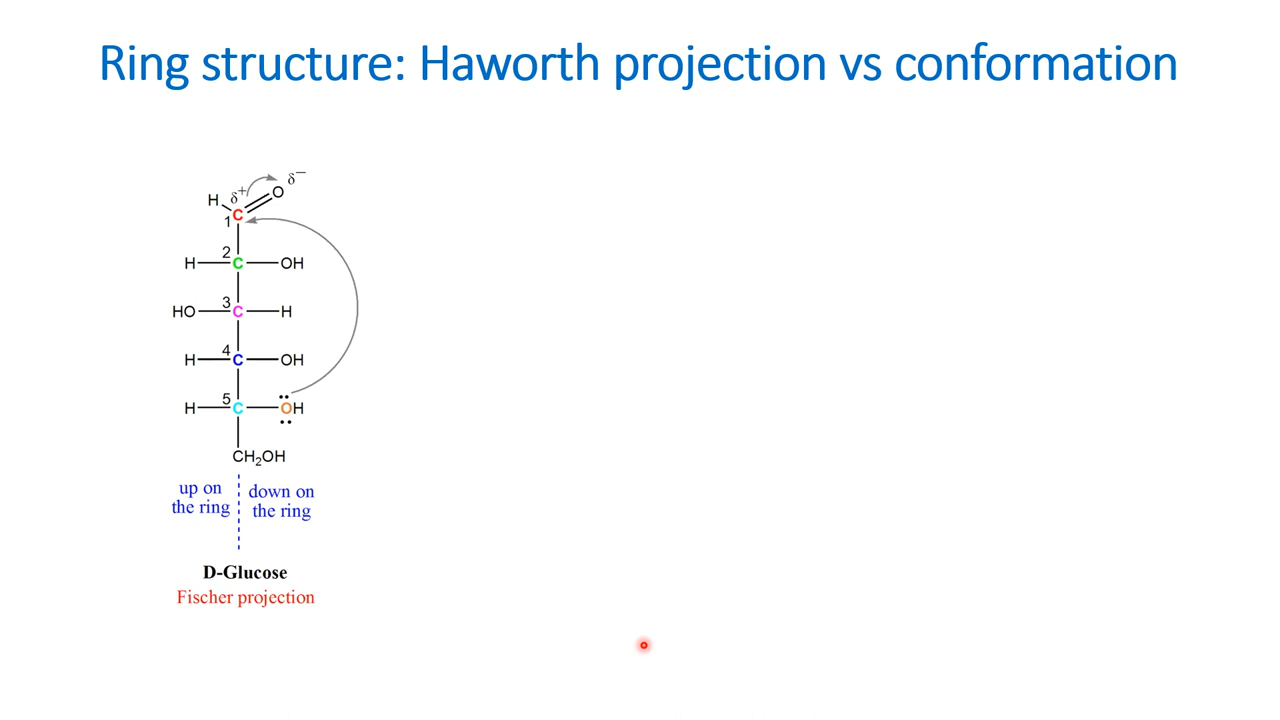 Ring structure: Haworth projection vs conformation
δ−
H δ+ O
1 C
2
H C OH
3
HO C H
4
H C OH
5
H C OH
CH2OH
up on the ring
down on the ring
D-Glucose
Fischer projection